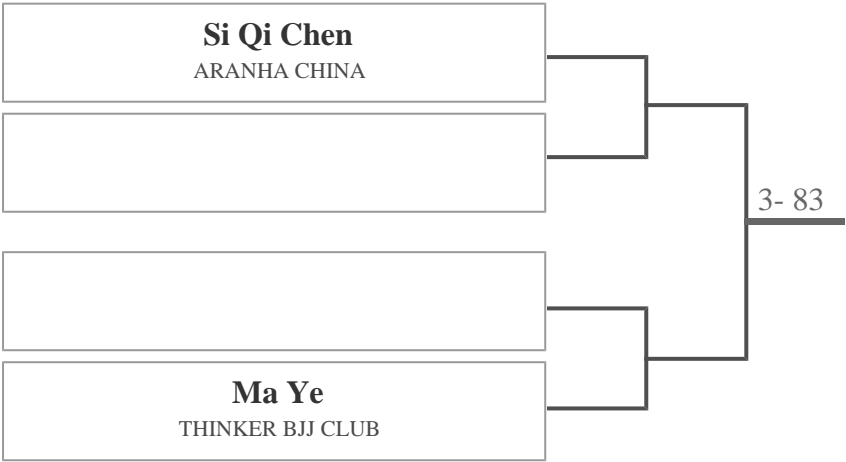 Si Qi Chen
ARANHA CHINA
3- 83
Ma Ye
THINKER BJJ CLUB